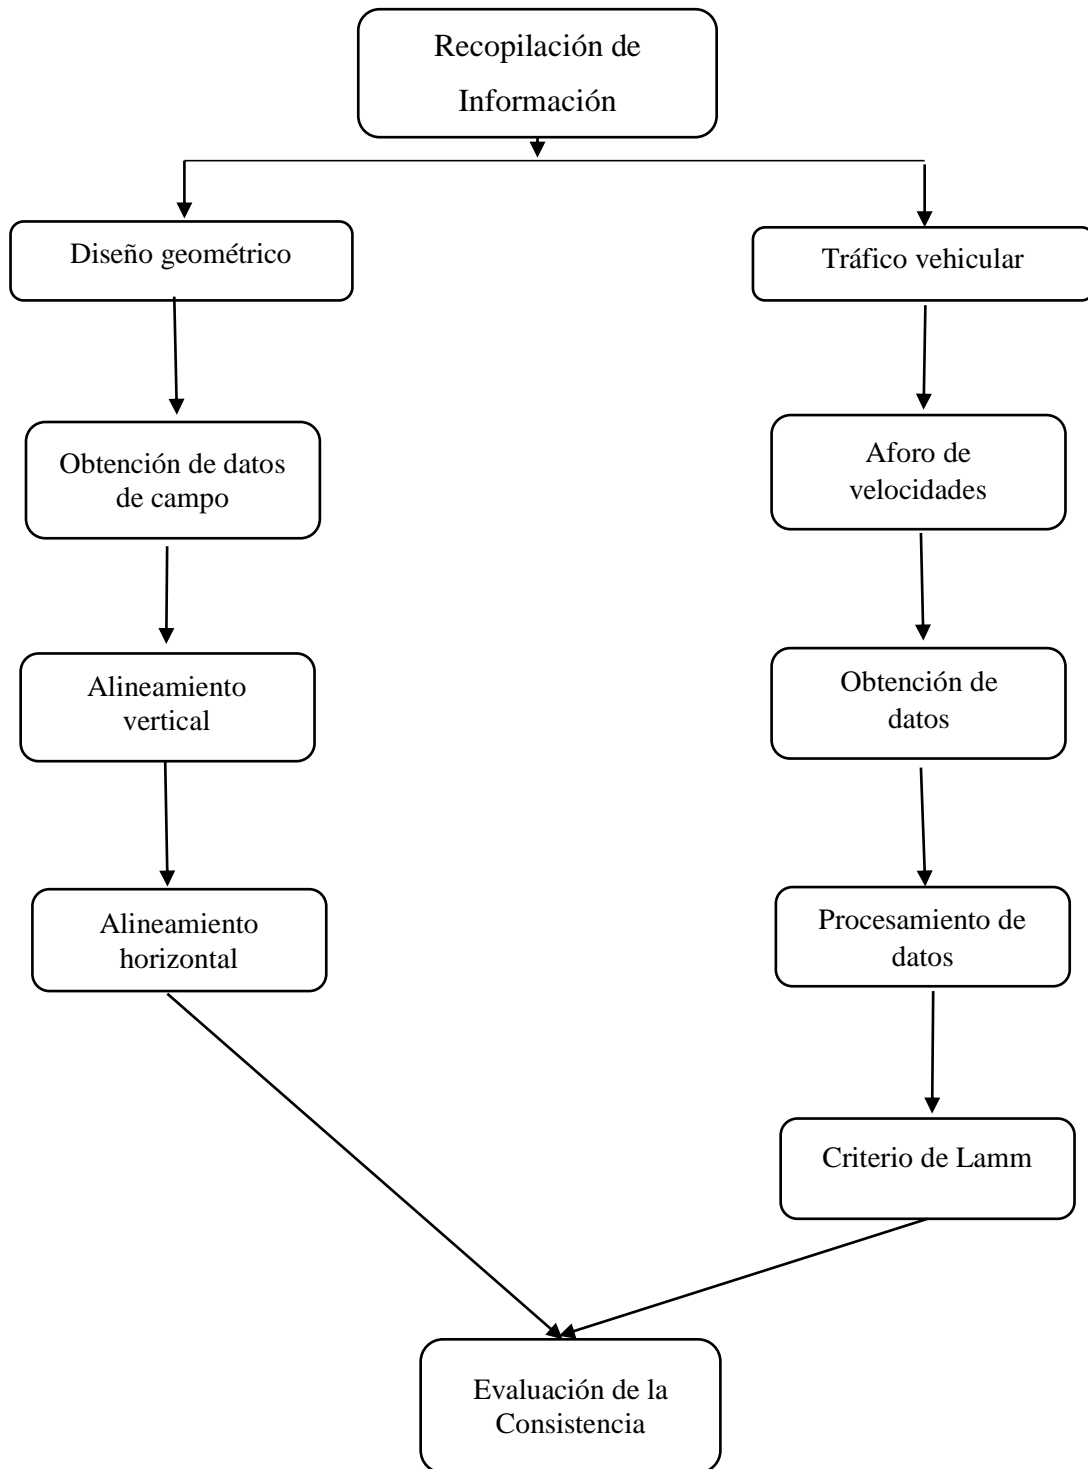 Recopilación de
Información
Diseño geométrico
Tráfico vehicular
Obtención de datos
de campo
Aforo de
velocidades
Alineamiento
vertical
Obtención de
datos
Alineamiento
horizontal
Procesamiento de
datos
Criterio de Lamm
Evaluación de la
Consistencia